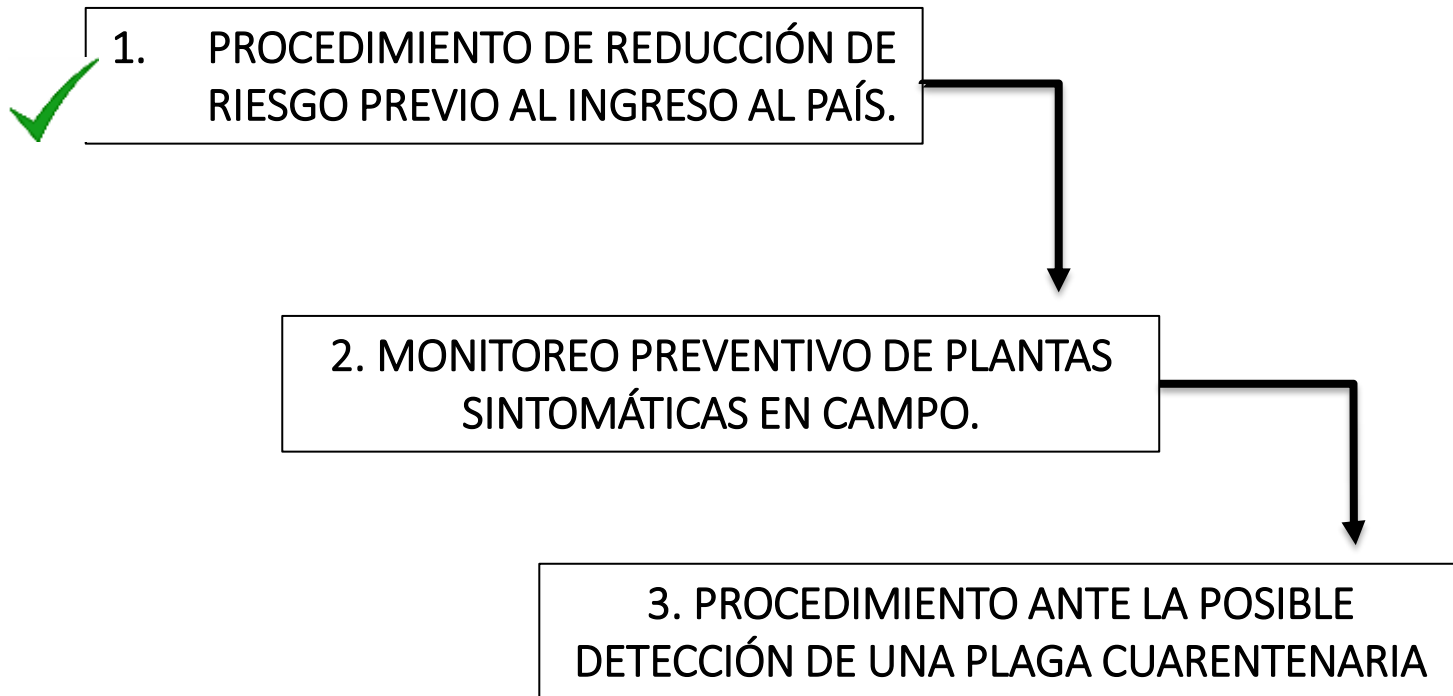 1. PROCEDIMIENTO DE REDUCCIÓN DE
RIESGO PREVIO AL INGRESO AL PAÍS.
2. MONITOREO PREVENTIVO DE PLANTAS
SINTOMÁTICAS EN CAMPO.
3. PROCEDIMIENTO ANTE LA POSIBLE
DETECCIÓN DE UNA PLAGA CUARENTENARIA